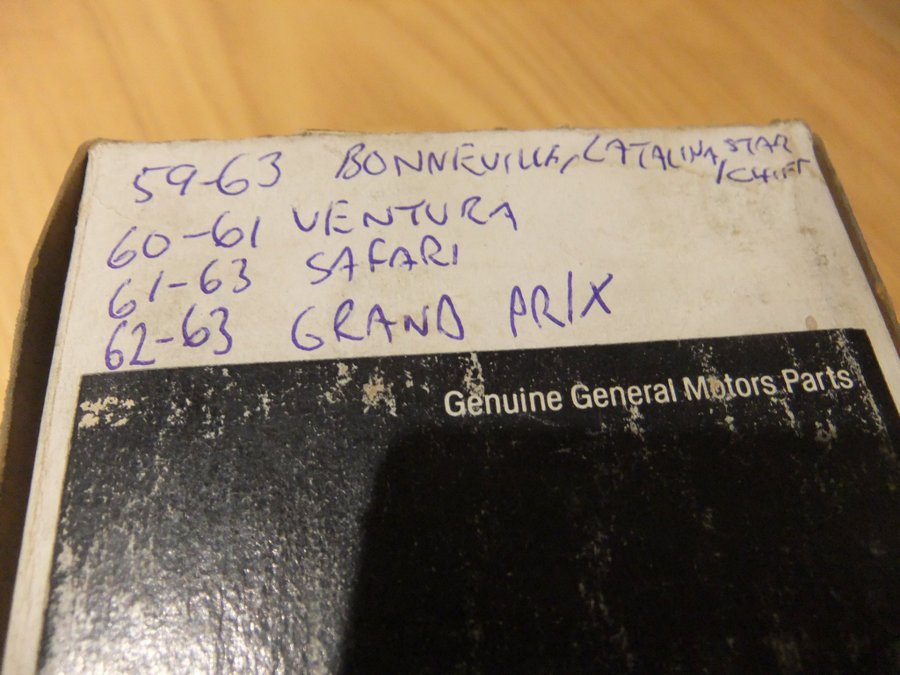 59-63 BONNEVILLE, CATALINA, STAR
/CHIEF
60-61 VENTURA
61-63 SAFARI
62-63 GRAND PRIX
Genuine General Motors Parts